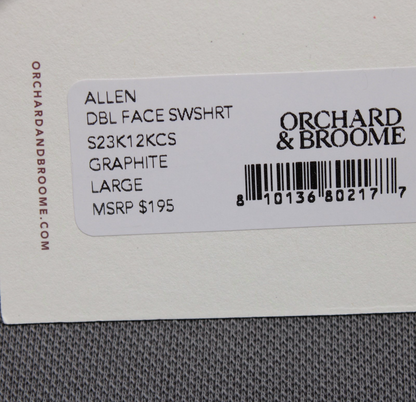 ORCHARDANDBROOME.COM
ALLEN
DBL FACE SWSHRT
S23K12KCS
GRAPHITE
LARGE
MSRP $195
ORCHARD
& BROOME
8 10136 80217 7